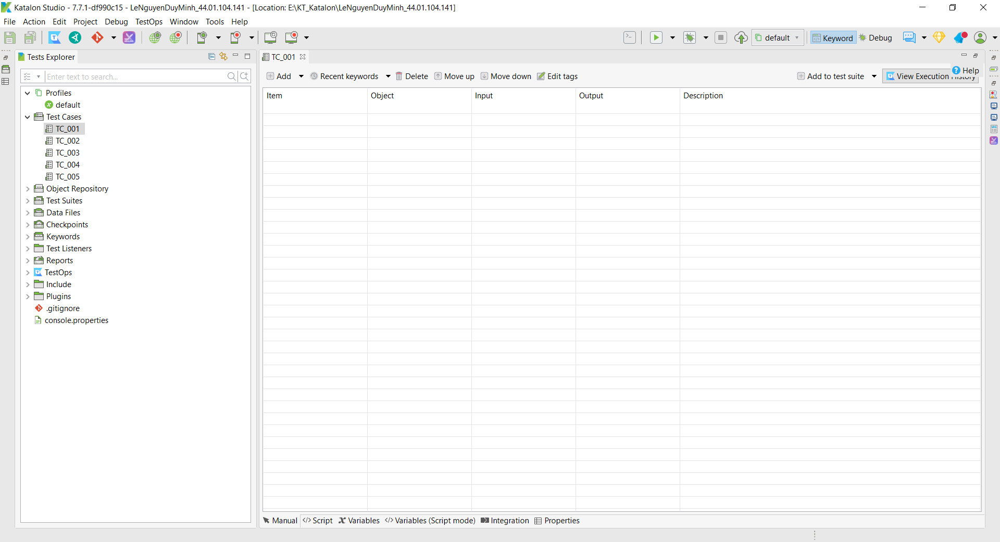 Katalon Studio - 7.7.1-df990c15 - LeNguyenDuyMinh_44.01.104.141 - [Location: E:\KT_Katalon\LeNguyenDuyMinh_44.01.104.141]
File Action Edit Project Debug TestOps Window Tools Help
default Keyword Debug
Tests Explorer
TC_001
Help
Enter text to search...
Add Recent keywords Delete Move up Move down Edit tags Add to test suite View Execution History
Item Object Input Output Description
Profiles
default
Test Cases
TC_001
TC_002
TC_003
TC_004
TC_005
Object Repository
Test Suites
Data Files
Checkpoints
Keywords
Test Listeners
Reports
TestOps
Include
Plugins
.gitignore
console.properties
Manual </> Script Variables </> Variables (Script mode) Integration Properties